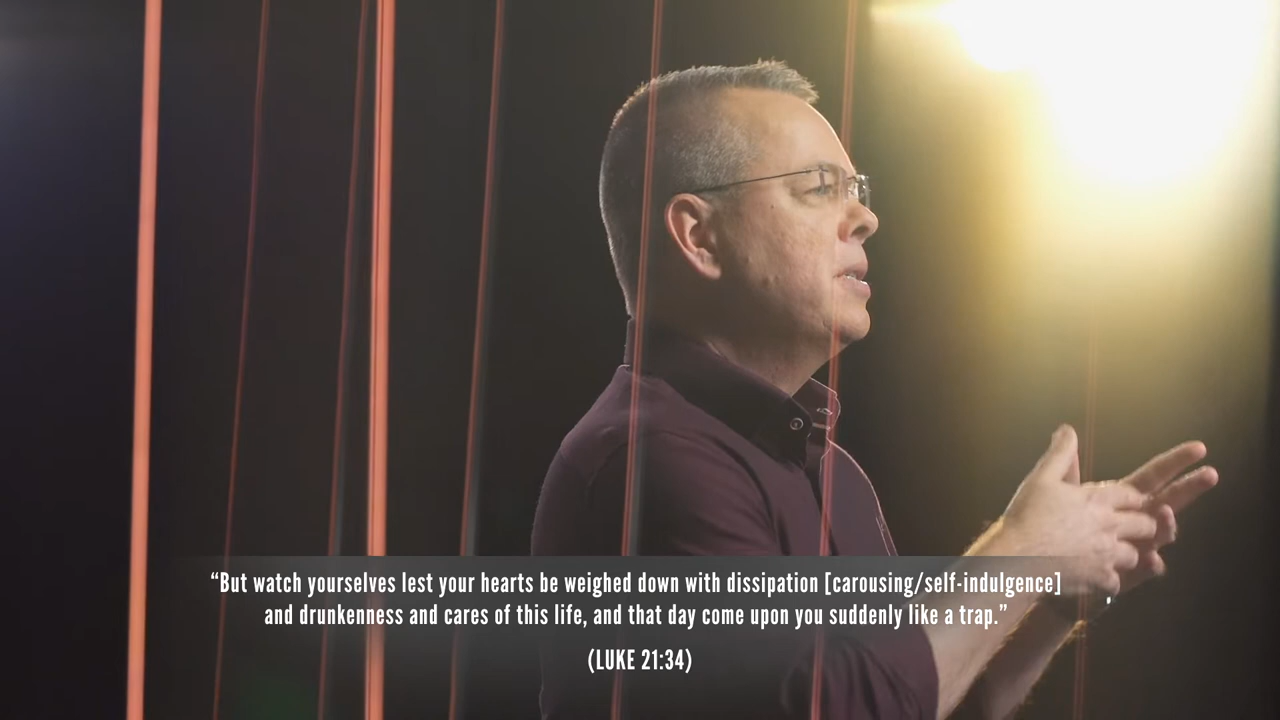 “But watch yourselves lest your hearts be weighed down with dissipation [carousing/self-indulgence]
and drunkenness and cares of this life, and that day come upon you suddenly like a trap.”
(LUKE 21:34)